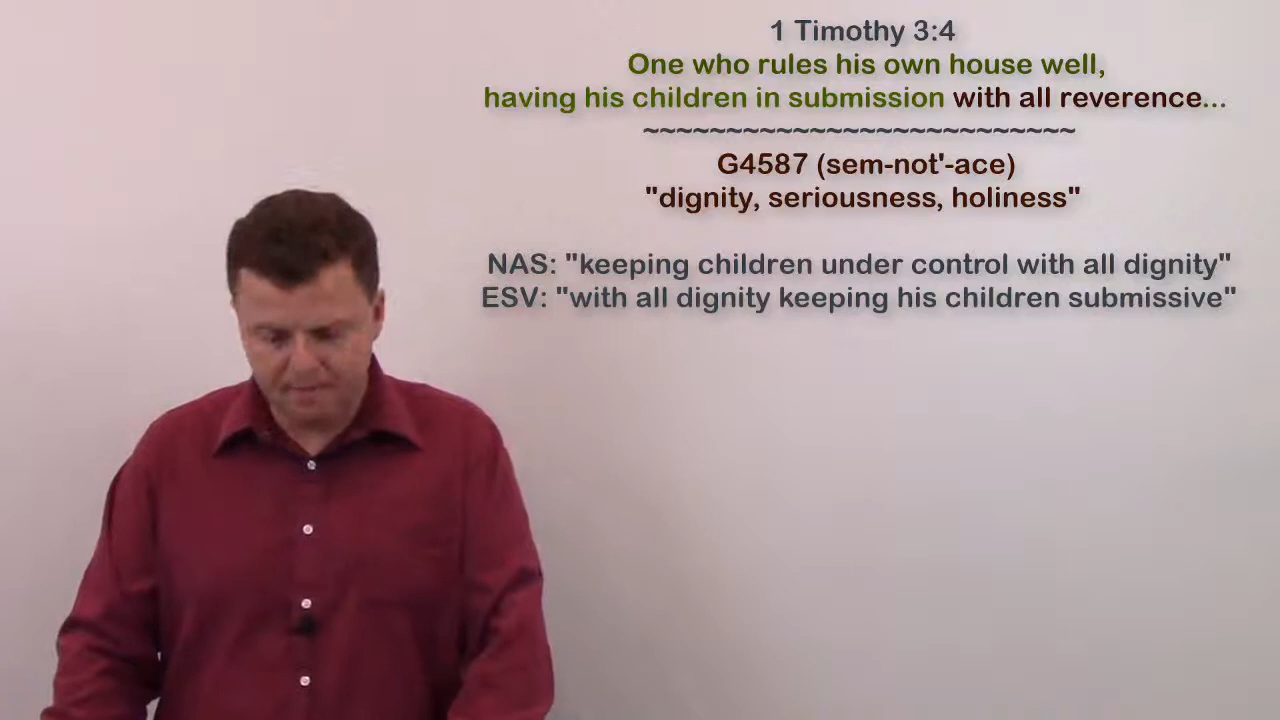 1 Timothy 3:4
One who rules his own house well,
having his children in submission with all reverence...
~~~~~~~~~~~~~~~~~~~~~~~~~~
G4587 (sem-not'-ace)
"dignity, seriousness, holiness"
NAS: "keeping children under control with all dignity"
ESV: "with all dignity keeping his children submissive"